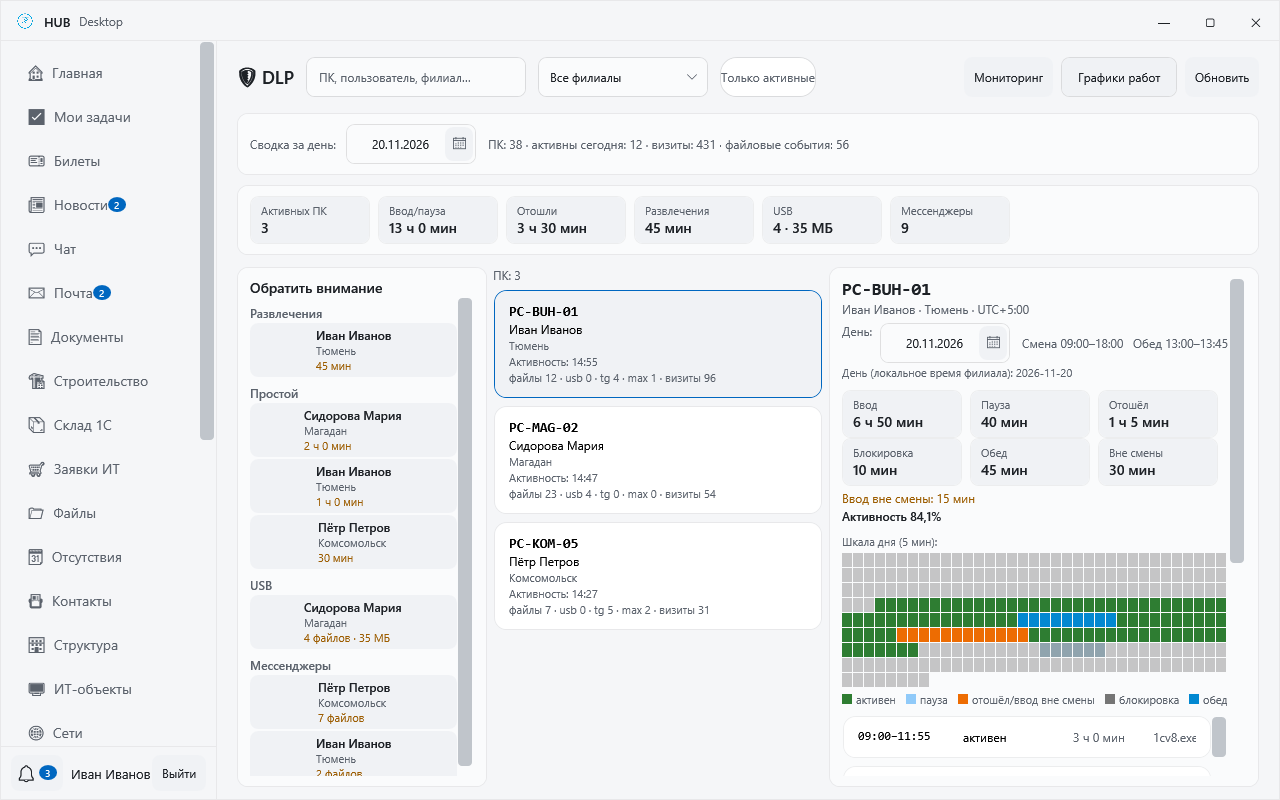 HUB Desktop
Главная
Мои задачи
Билеты
Новости 2
Чат
Почта 2
Документы
Строительство
Склад 1С
Заявки ИТ
Файлы
31 Отсутствия
Контакты
Структура
ИТ-объекты
Сети
3 Иван Иванов Выйти
DLP
ПК, пользователь, филиал...
Все филиалы
Только активные
Мониторинг
Графики работ
Обновить
Сводка за день: 20.11.2026 ПК: 38 · активны сегодня: 12 · визиты: 431 · файловые события: 56
Активных ПК
3
Ввод/пауза
13 ч 0 мин
Отошли
3 ч 30 мин
Развлечения
45 мин
USB
4 · 35 МБ
Мессенджеры
9
Обратить внимание
Развлечения
Иван Иванов
Тюмень
45 мин
Простой
Сидорова Мария
Магадан
2 ч 0 мин
Иван Иванов
Тюмень
1 ч 0 мин
Пётр Петров
Комсомольск
30 мин
USB
Сидорова Мария
Магадан
4 файлов · 35 МБ
Мессенджеры
Пётр Петров
Комсомольск
7 файлов
Иван Иванов
Тюмень
2 файлов
ПК: 3
PC-BUH-01
Иван Иванов
Тюмень
Активность: 14:55
файлы 12 · usb 0 · tg 4 · max 1 · визиты 96
PC-MAG-02
Сидорова Мария
Магадан
Активность: 14:47
файлы 23 · usb 4 · tg 0 · max 0 · визиты 54
PC-KOM-05
Пётр Петров
Комсомольск
Активность: 14:27
файлы 7 · usb 0 · tg 5 · max 2 · визиты 31
PC-BUH-01
Иван Иванов · Тюмень · UTC+5:00
День: 20.11.2026 Смена 09:00–18:00 Обед 13:00–13:45
День (локальное время филиала): 2026-11-20
Ввод
6 ч 50 мин
Пауза
40 мин
Отошёл
1 ч 5 мин
Блокировка
10 мин
Обед
45 мин
Вне смены
30 мин
Ввод вне смены: 15 мин
Активность 84,1%
Шкала дня (5 мин):
активен пауза отошёл/ввод вне смены блокировка обед
09:00–11:55 активен 3 ч 0 мин 1cv8.exe